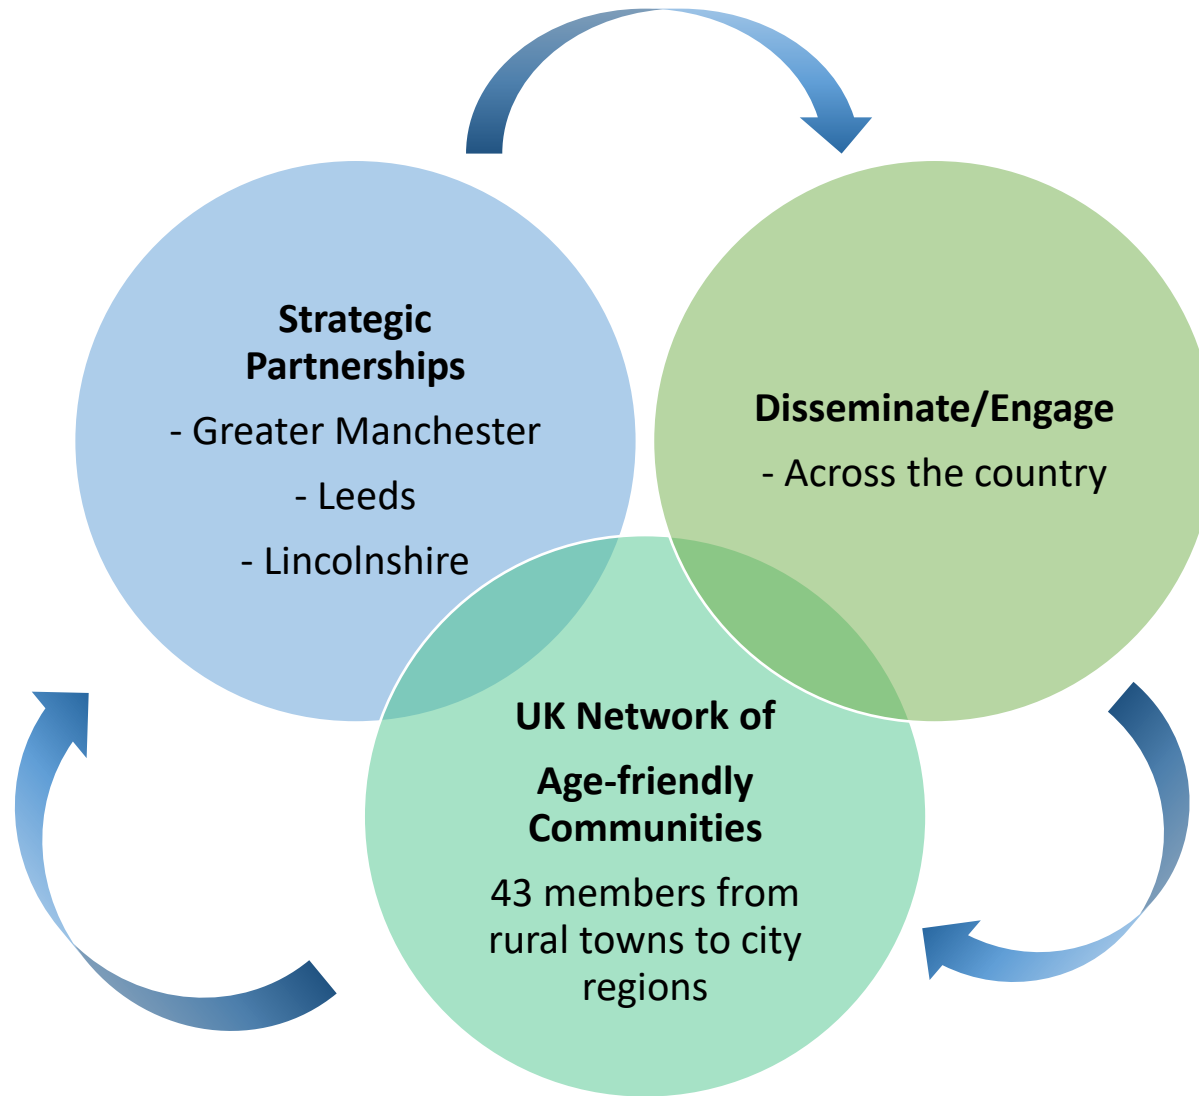 Strategic
Partnerships
- Greater Manchester
- Leeds
- Lincolnshire
Disseminate/Engage
- Across the country
UK Network of
Age-friendly
Communities
43 members from
rural towns to city
regions